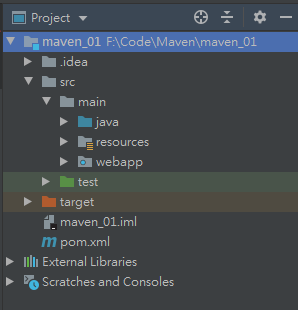 Project
maven_01 F:\Code\Maven\maven_01
.idea
src
main
java
resources
webapp
test
target
maven_01.iml
pom.xml
External Libraries
Scratches and Consoles